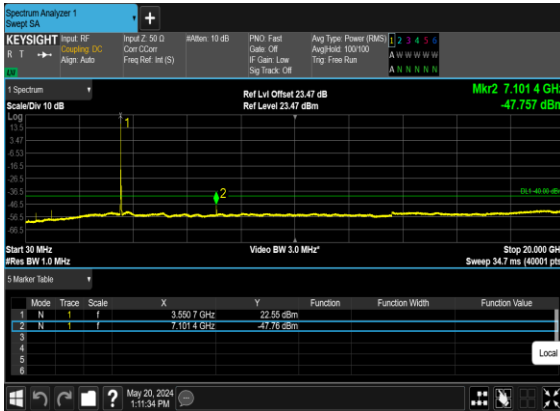 Spectrum Analyzer 1
Swept SA
+
KEYSIGHT Input: RF Input Z: 50 Ω #Atten: 10 dB PNO: Fast Avg Type: Power (RMS) 1 2 3 4 5 6
R T Coupling: DC Corr CCorr Gate: Off Avg|Hold: 100/100 A W W W W W
Align: Auto Freq Ref: Int (S) IF Gain: Low Trig: Free Run
Sig Track: Off A N N N N N
LXI
1 Spectrum Ref Lvl Offset 23.47 dB Mkr2 7.101 4 GHz
Scale/Div 10 dB Ref Level 23.47 dBm -47.757 dBm
Log
13.5
3.47
-6.53
-16.5
-26.5
-36.5
-46.5
-56.5
-66.5
1
2
DL1 -40.00 dBm
Start 30 MHz Video BW 3.0 MHz* Stop 20.000 GHz
#Res BW 1.0 MHz Sweep 34.7 ms (40001 pts)
5 Marker Table
Mode Trace Scale X Y Function Function Width Function Value
1 N 1 f 3.550 7 GHz 22.55 dBm
2 N 1 f 7.101 4 GHz -47.76 dBm
3
4
5
6
Local
? May 20, 2024
1:11:34 PM